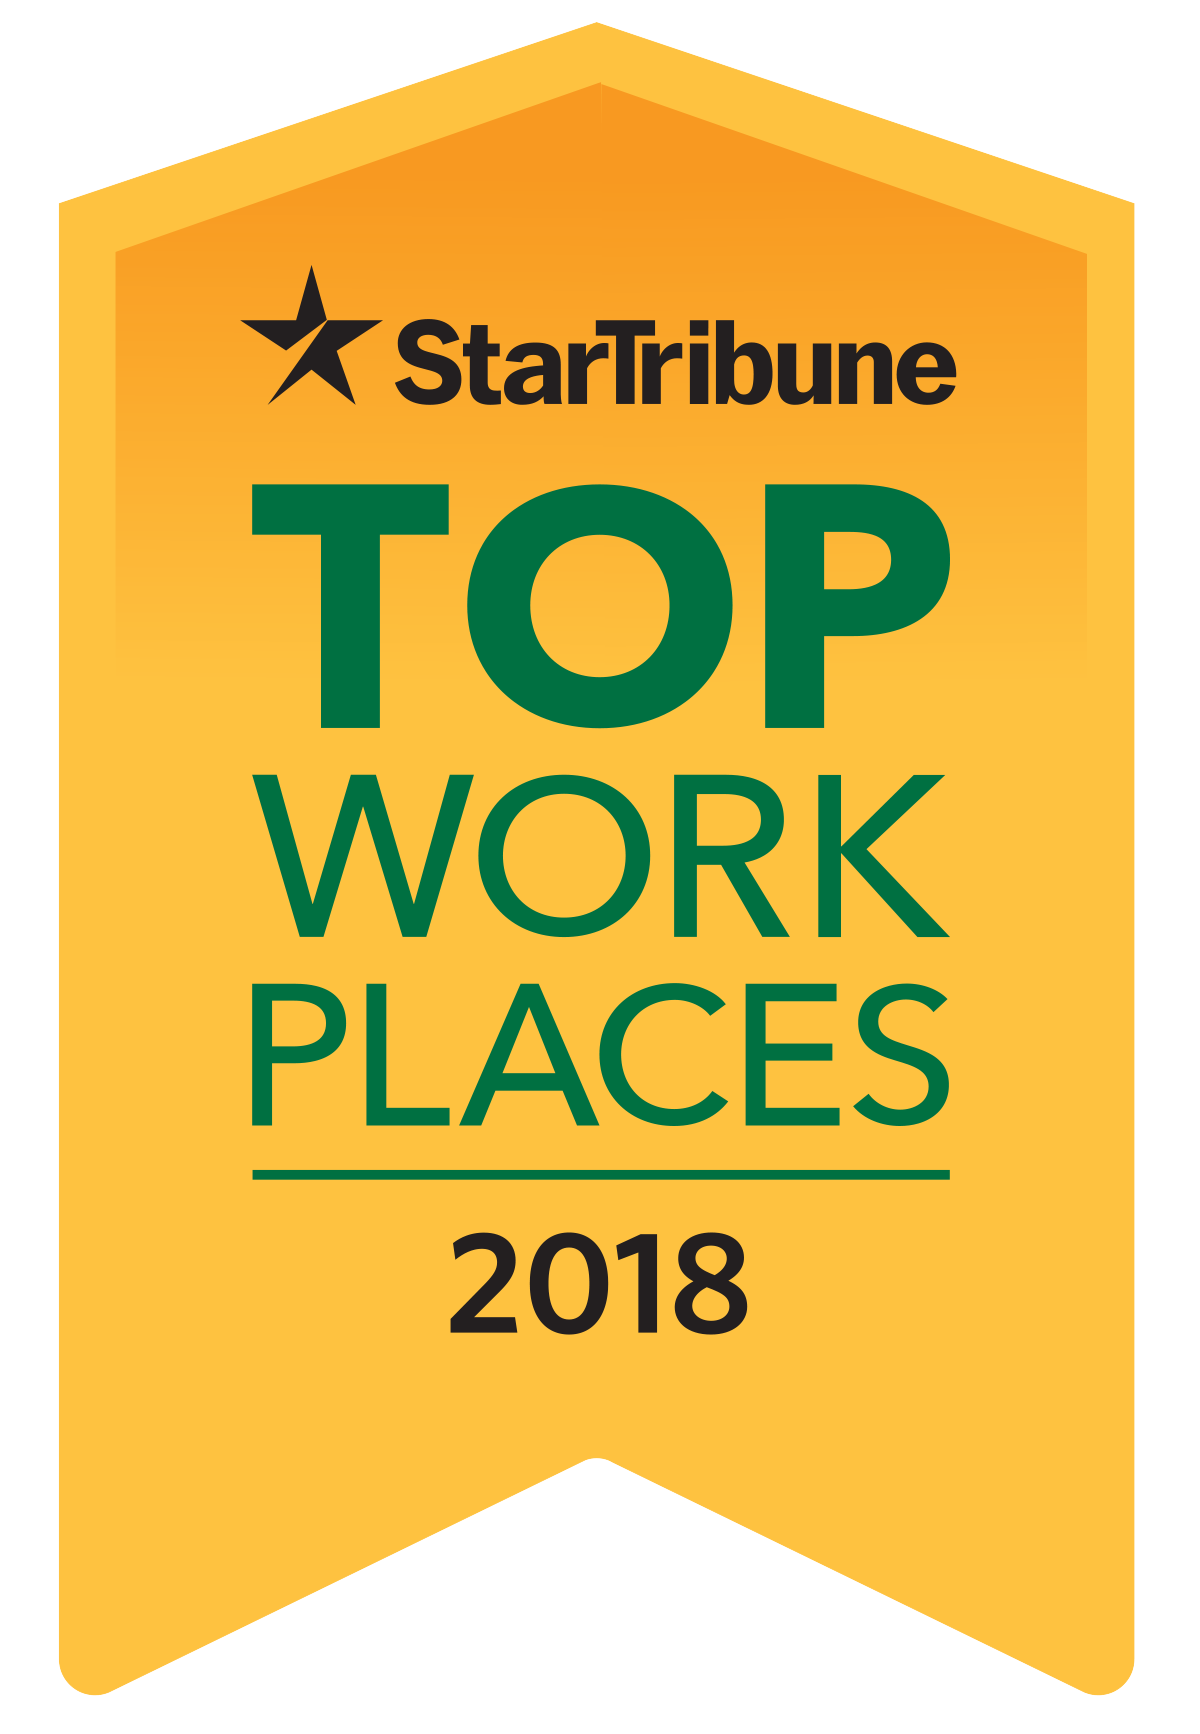 StarTribune
TOP
WORK
PLACES
2018